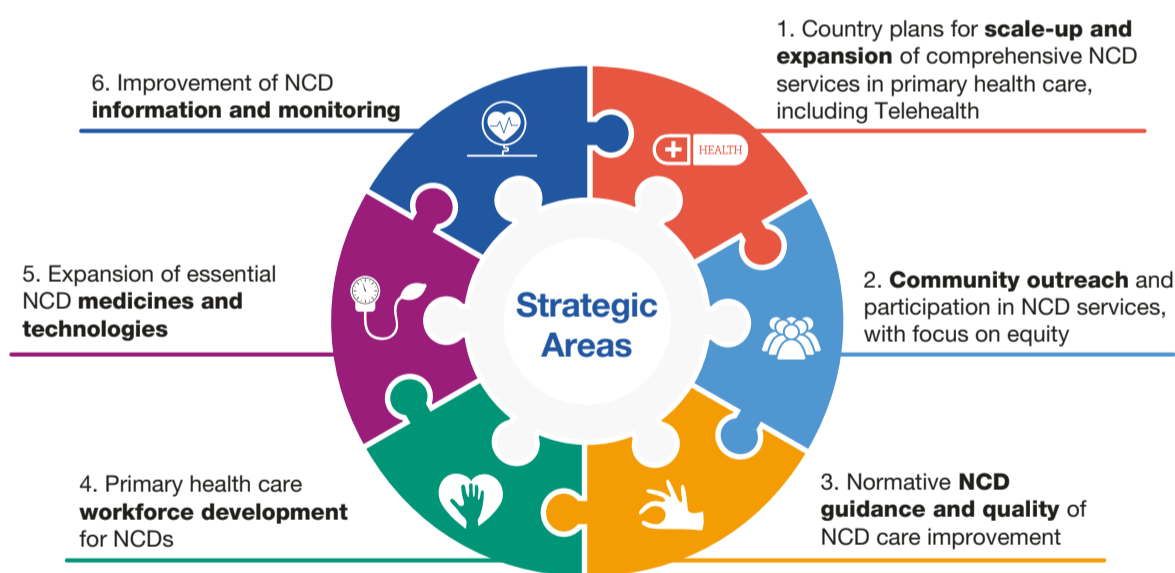 1. Country plans for scale-up and
expansion of comprehensive NCD
services in primary health care,
including Telehealth
2. Community outreach and
participation in NCD services,
with focus on equity
3. Normative NCD
guidance and quality of
NCD care improvement
4. Primary health care
workforce development
for NCDs
5. Expansion of essential
NCD medicines and
technologies
6. Improvement of NCD
information and monitoring
HEALTH
Strategic
Areas